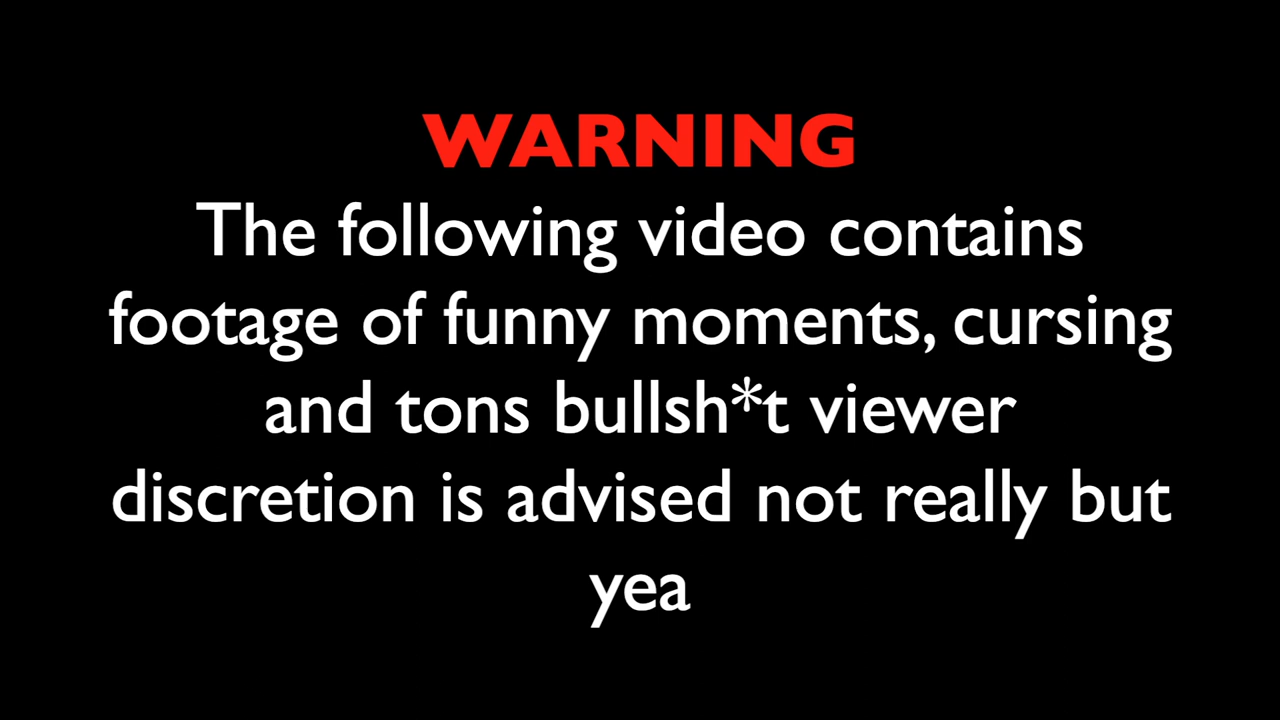 WARNING
The following video contains
footage of funny moments, cursing
and tons bullsh*t viewer
discretion is advised not really but
yea